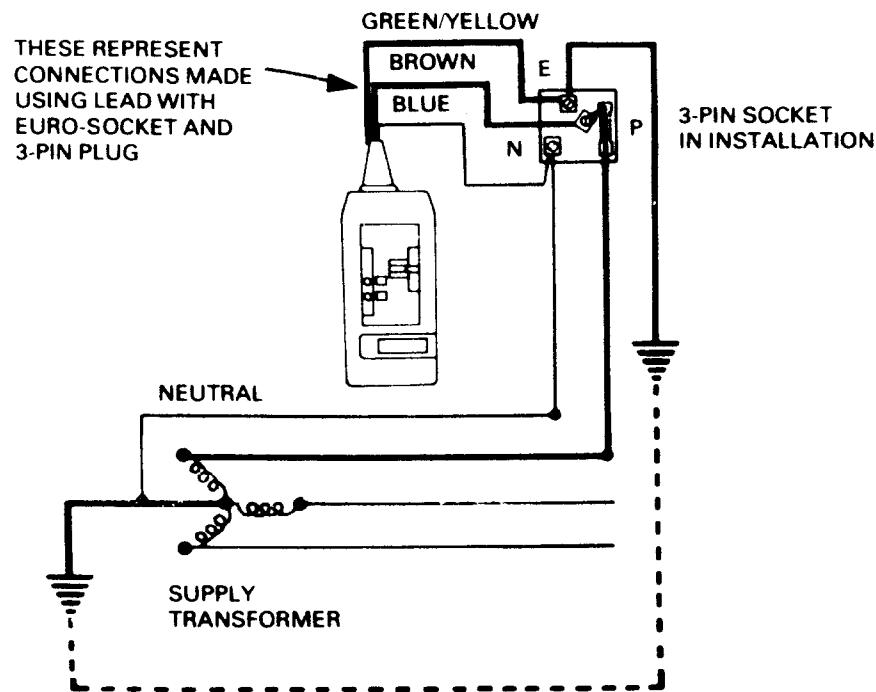 GREEN/YELLOW
THESE REPRESENT
CONNECTIONS MADE
USING LEAD WITH
EURO-SOCKET AND
3-PIN PLUG
BROWN
BLUE
E
P
N
3-PIN SOCKET
IN INSTALLATION
NEUTRAL
SUPPLY
TRANSFORMER